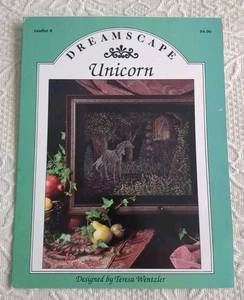 Leaflet 8 $4.00
DREAMSCAPE
Unicorn
Designed by Teresa Wentzler